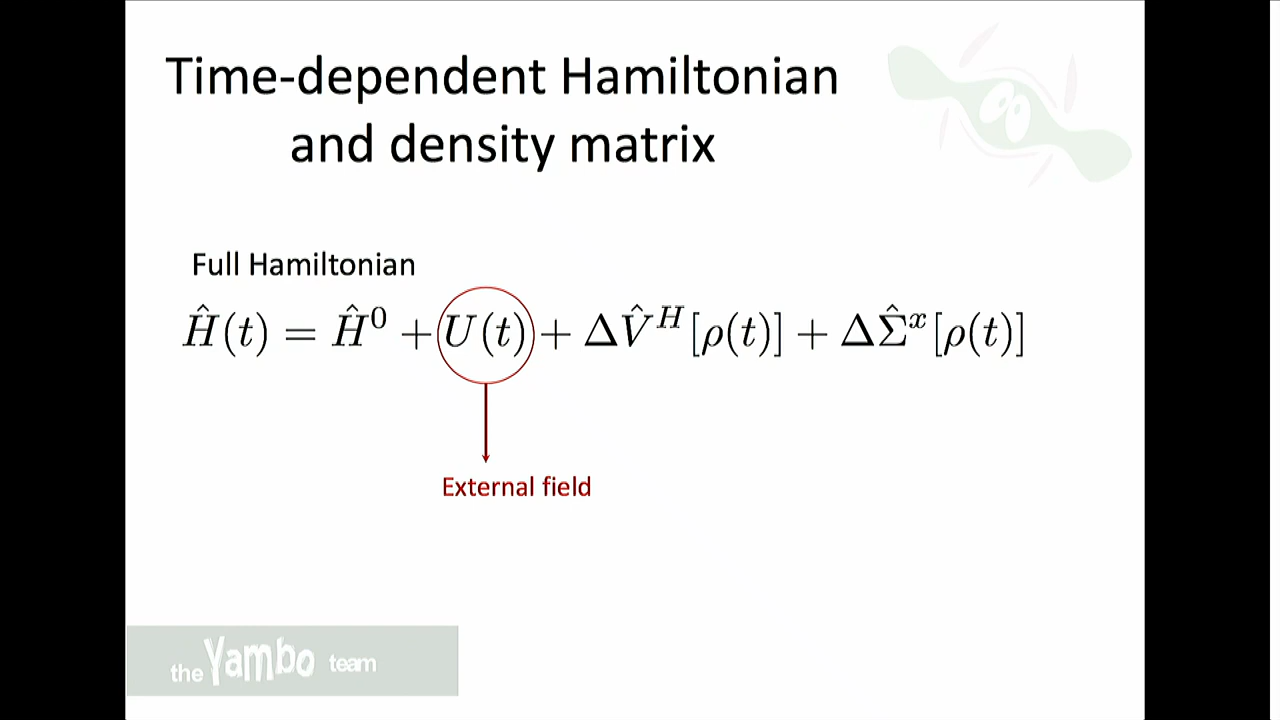 Time-dependent Hamiltonian
and density matrix
Full Hamiltonian
Ĥ(t) = Ĥ⁰ + U(t) + ΔV̂ᴴ[ρ(t)] + ΔΣ̂ˣ[ρ(t)]
External field
the Yambo team